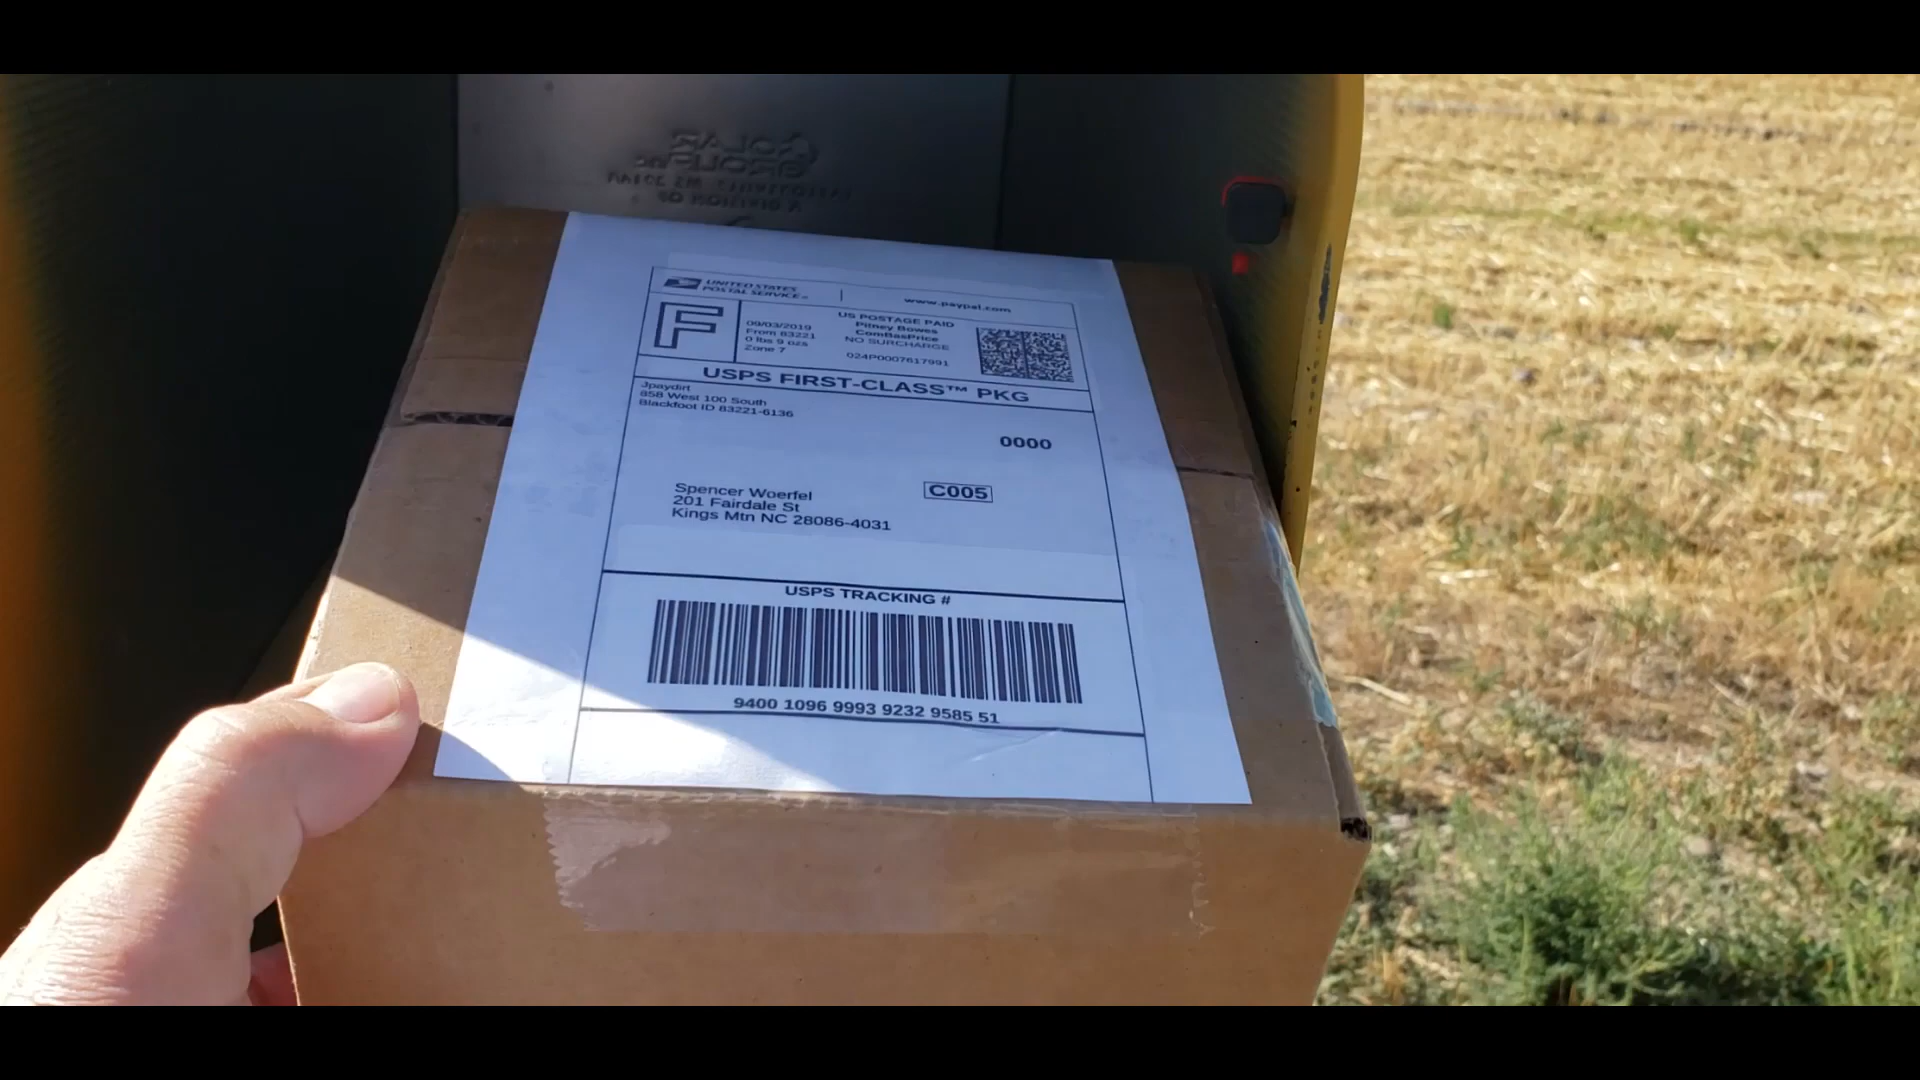 UNITED STATES
POSTAL SERVICE
www.paypal.com
F
09/03/2019
From 83221
0 lbs 9 ozs
Zone 7
US POSTAGE PAID
Pitney Bowes
ComBasPrice
NO SURCHARGE
024P0007617991
USPS FIRST-CLASS™ PKG
Jpaydirt
858 West 100 South
Blackfoot ID 83221-6136
0000
C005
Spencer Woerfel
201 Fairdale St
Kings Mtn NC 28086-4031
USPS TRACKING #
9400 1096 9993 9232 9585 51